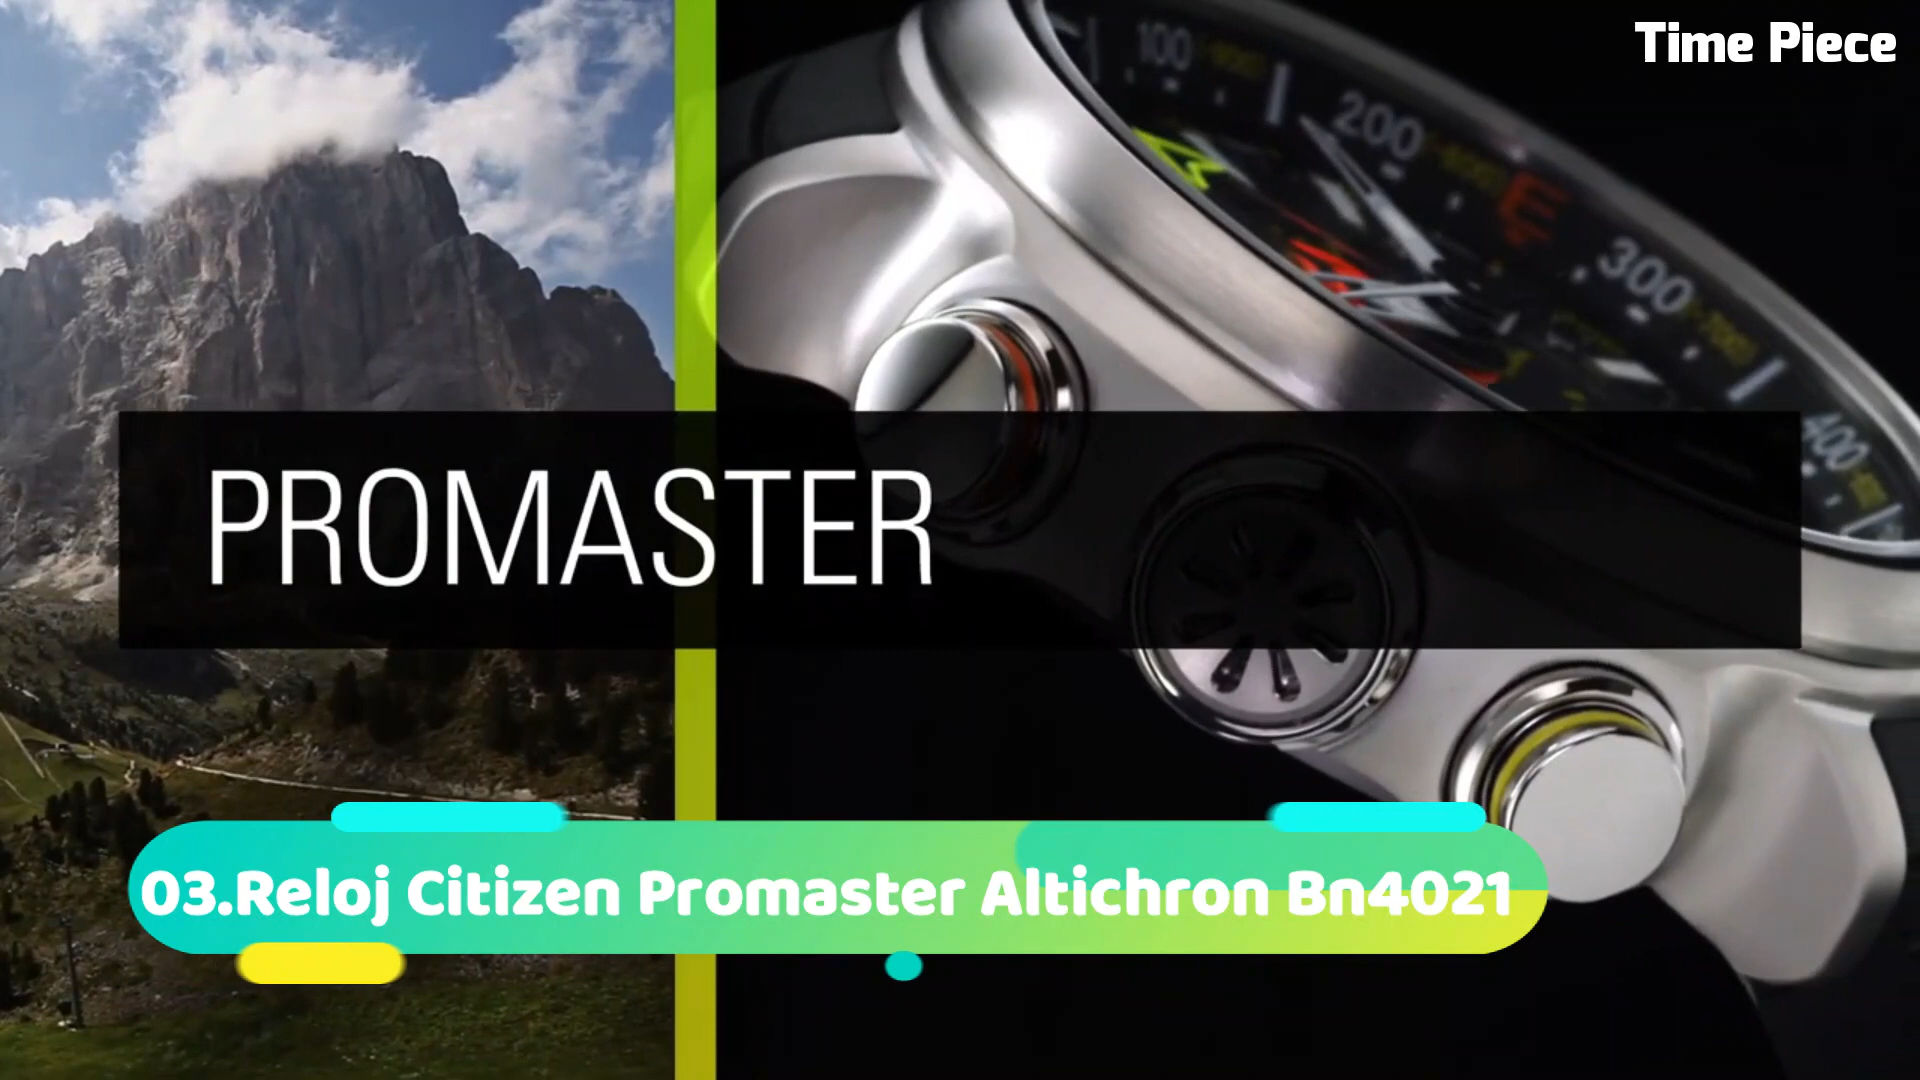 Time Piece
100
200
E
300
400
PROMASTER
03.Reloj Citizen Promaster Altichron Bn4021